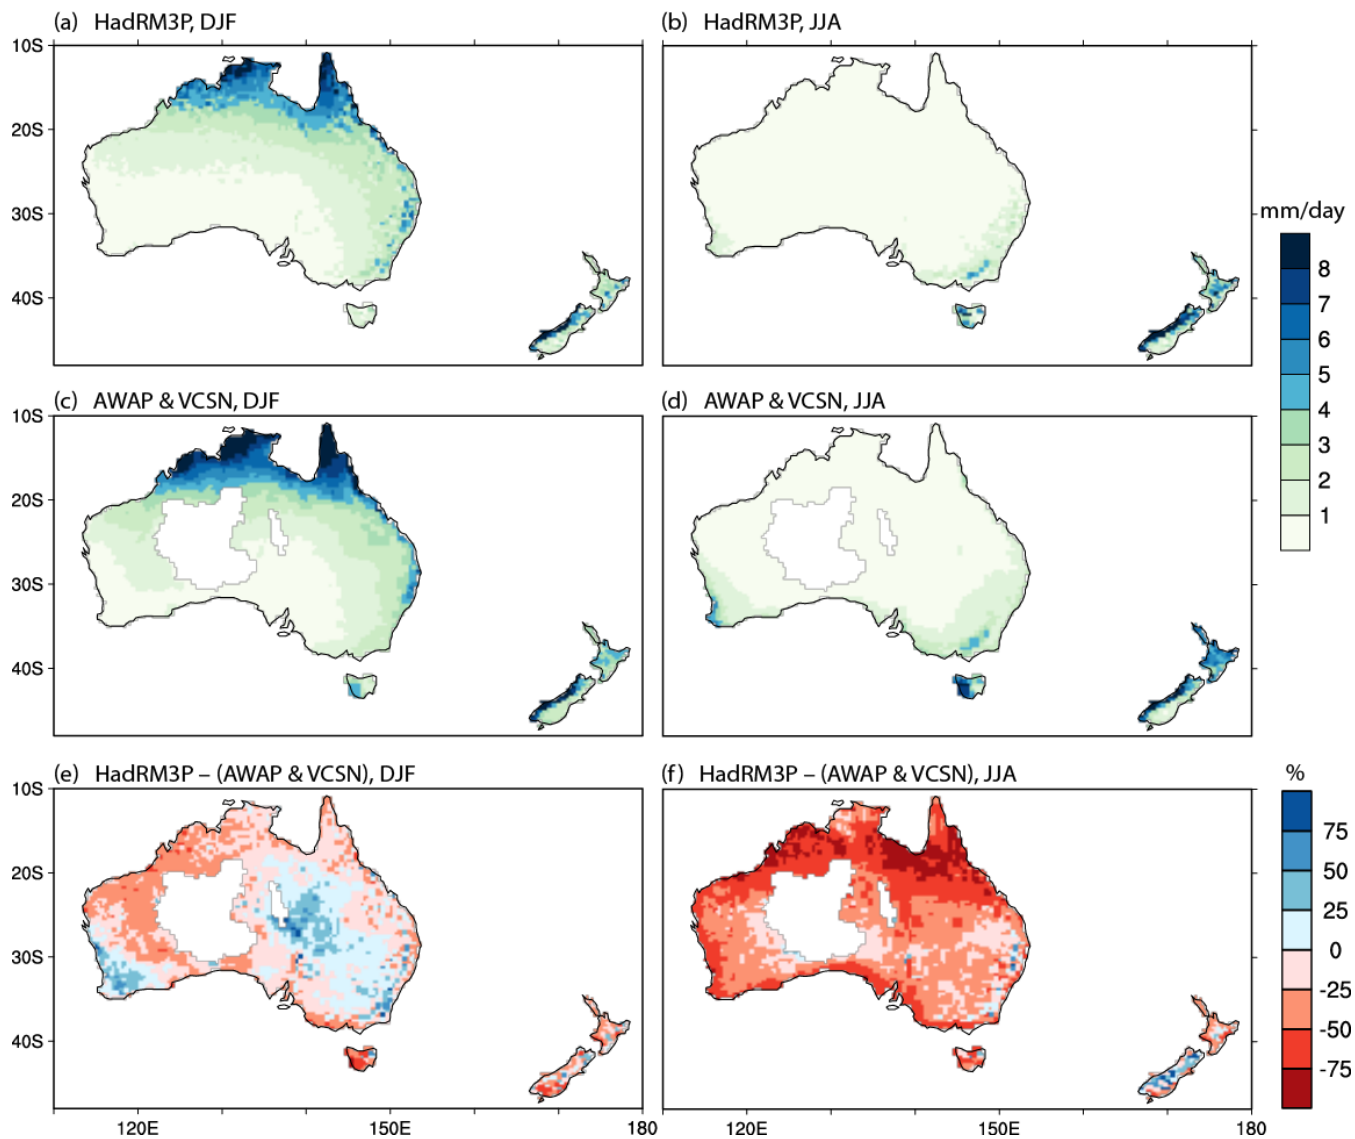 (a) HadRM3P, DJF
(b) HadRM3P, JJA
10S
20S
30S
40S
mm/day
8
7
6
5
4
3
2
1
(c) AWAP & VCSN, DJF
(d) AWAP & VCSN, JJA
10S
20S
30S
40S
(e) HadRM3P – (AWAP & VCSN), DJF
(f) HadRM3P – (AWAP & VCSN), JJA
%
10S
20S
30S
40S
75
50
25
0
-25
-50
-75
120E
150E
120E
150E
180